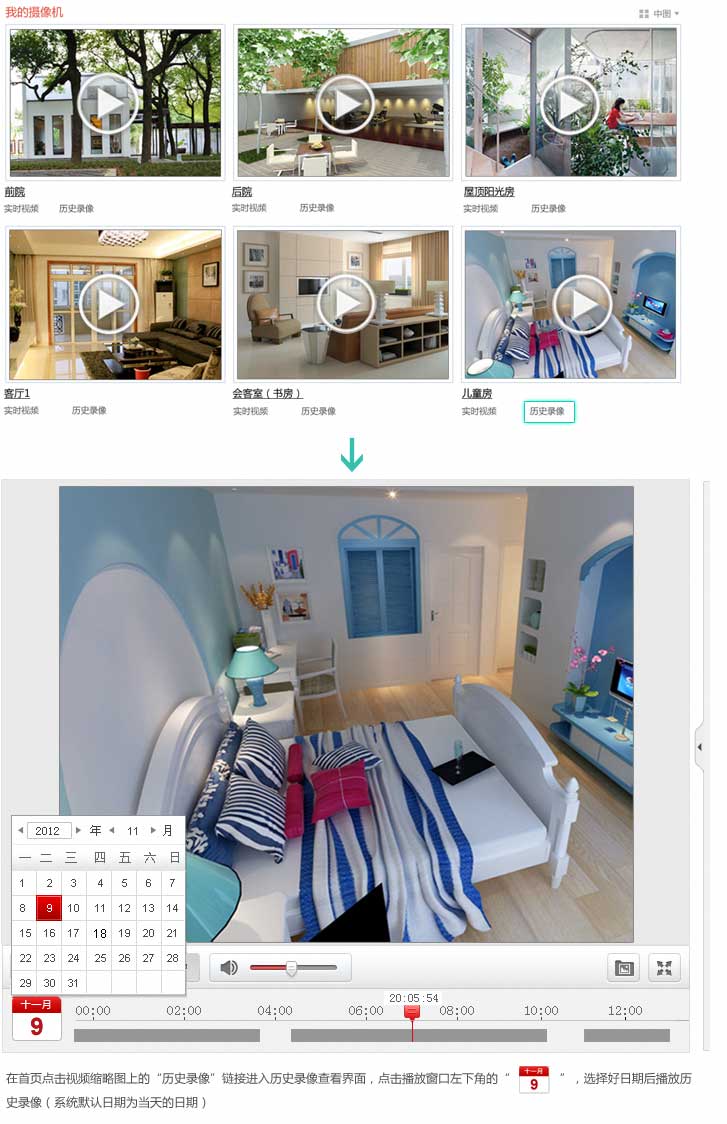 我的摄像机
中图
前院
后院
屋顶阳光房
实时视频 历史录像
实时视频 历史录像
实时视频 历史录像
客厅1
会客室（书房）
儿童房
实时视频 历史录像
实时视频 历史录像
实时视频 历史录像
2012 年 11 月
一 二 三 四 五 六 日
1 2 3 4 5 6 7
8 9 10 11 12 13 14
15 16 17 18 19 20 21
22 23 24 25 26 27 28
29 30 31
20:05:54
十一月
9
00:00 02:00 04:00 06:00 08:00 10:00 12:00
在首页点击视频缩略图上的“历史录像”链接进入历史录像查看界面，点击播放窗口左下角的“ 十一月 9 ”，选择好日期后播放历
史录像（系统默认日期为当天的日期）